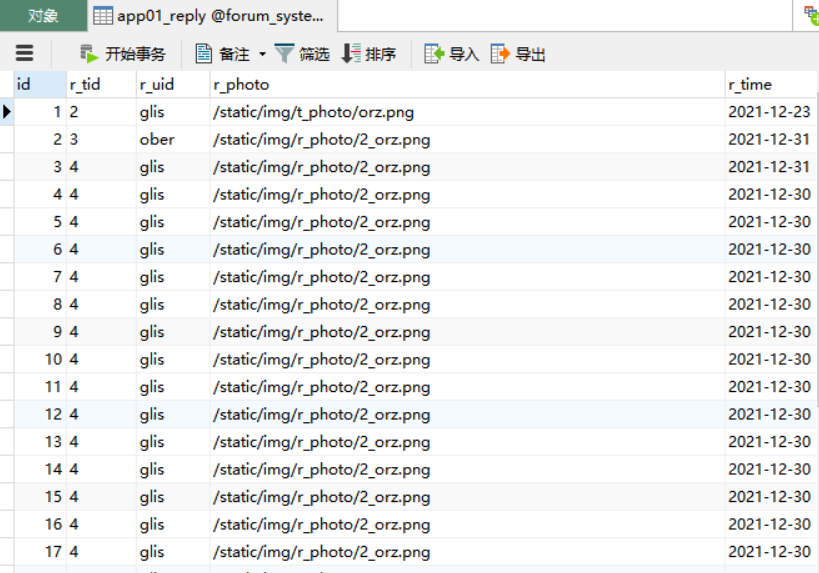 对象 app01_reply @forum_syste...
开始事务 备注 筛选 排序 导入 导出
id r_tid r_uid r_photo r_time
1 2 glis /static/img/t_photo/orz.png 2021-12-23
2 3 ober /static/img/r_photo/2_orz.png 2021-12-31
3 4 glis /static/img/r_photo/2_orz.png 2021-12-31
4 4 glis /static/img/r_photo/2_orz.png 2021-12-30
5 4 glis /static/img/r_photo/2_orz.png 2021-12-30
6 4 glis /static/img/r_photo/2_orz.png 2021-12-30
7 4 glis /static/img/r_photo/2_orz.png 2021-12-30
8 4 glis /static/img/r_photo/2_orz.png 2021-12-30
9 4 glis /static/img/r_photo/2_orz.png 2021-12-30
10 4 glis /static/img/r_photo/2_orz.png 2021-12-30
11 4 glis /static/img/r_photo/2_orz.png 2021-12-30
12 4 glis /static/img/r_photo/2_orz.png 2021-12-30
13 4 glis /static/img/r_photo/2_orz.png 2021-12-30
14 4 glis /static/img/r_photo/2_orz.png 2021-12-30
15 4 glis /static/img/r_photo/2_orz.png 2021-12-30
16 4 glis /static/img/r_photo/2_orz.png 2021-12-30
17 4 glis /static/img/r_photo/2_orz.png 2021-12-30